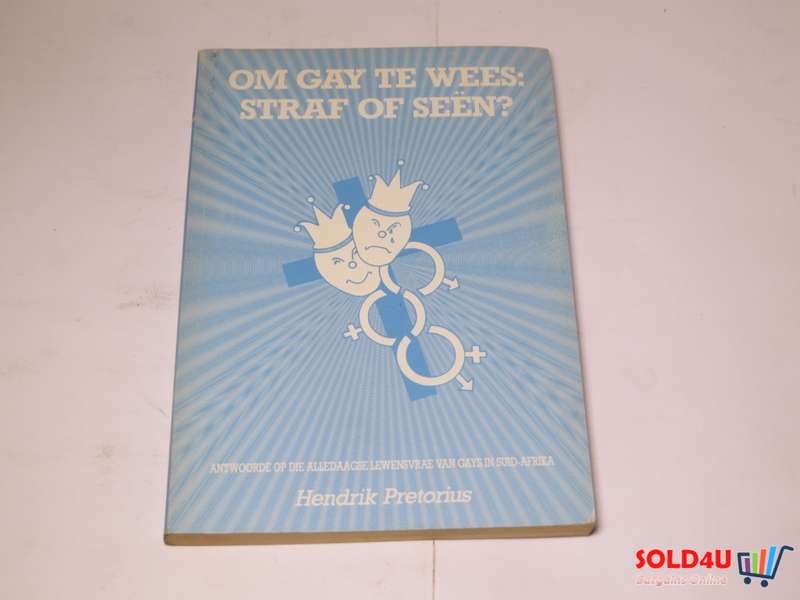 OM GAY TE WEES:
STRAF OF SEËN?
ANTWOORDE OP DIE ALLEDAAGSE LEWENSVRAE VAN GAYS IN SUID-AFRIKA
Hendrik Pretorius
SOLD4U
Bargains Online